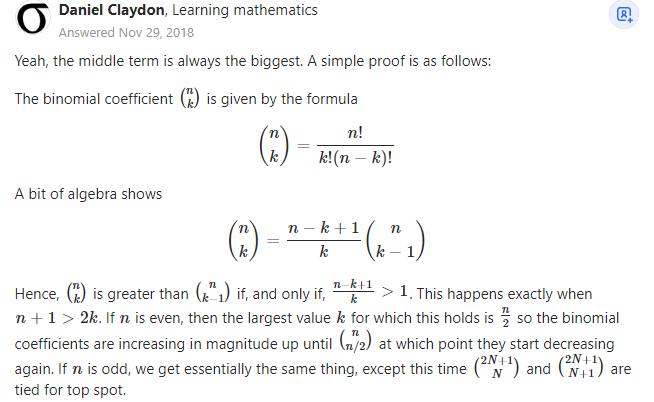 Daniel Claydon, Learning mathematics
Answered Nov 29, 2018
Yeah, the middle term is always the biggest. A simple proof is as follows:
The binomial coefficient $\binom{n}{k}$ is given by the formula
$\binom{n}{k} = \frac{n!}{k!(n-k)!}$
A bit of algebra shows
$\binom{n}{k} = \frac{n-k+1}{k}\binom{n}{k-1}$
Hence, $\binom{n}{k}$ is greater than $\binom{n}{k-1}$ if, and only if, $\frac{n-k+1}{k} > 1$. This happens exactly when
$n + 1 > 2k$. If $n$ is even, then the largest value $k$ for which this holds is $\frac{n}{2}$ so the binomial
coefficients are increasing in magnitude up until $\binom{n}{n/2}$ at which point they start decreasing
again. If $n$ is odd, we get essentially the same thing, except this time $\binom{2N+1}{N}$ and $\binom{2N+1}{N+1}$ are
tied for top spot.